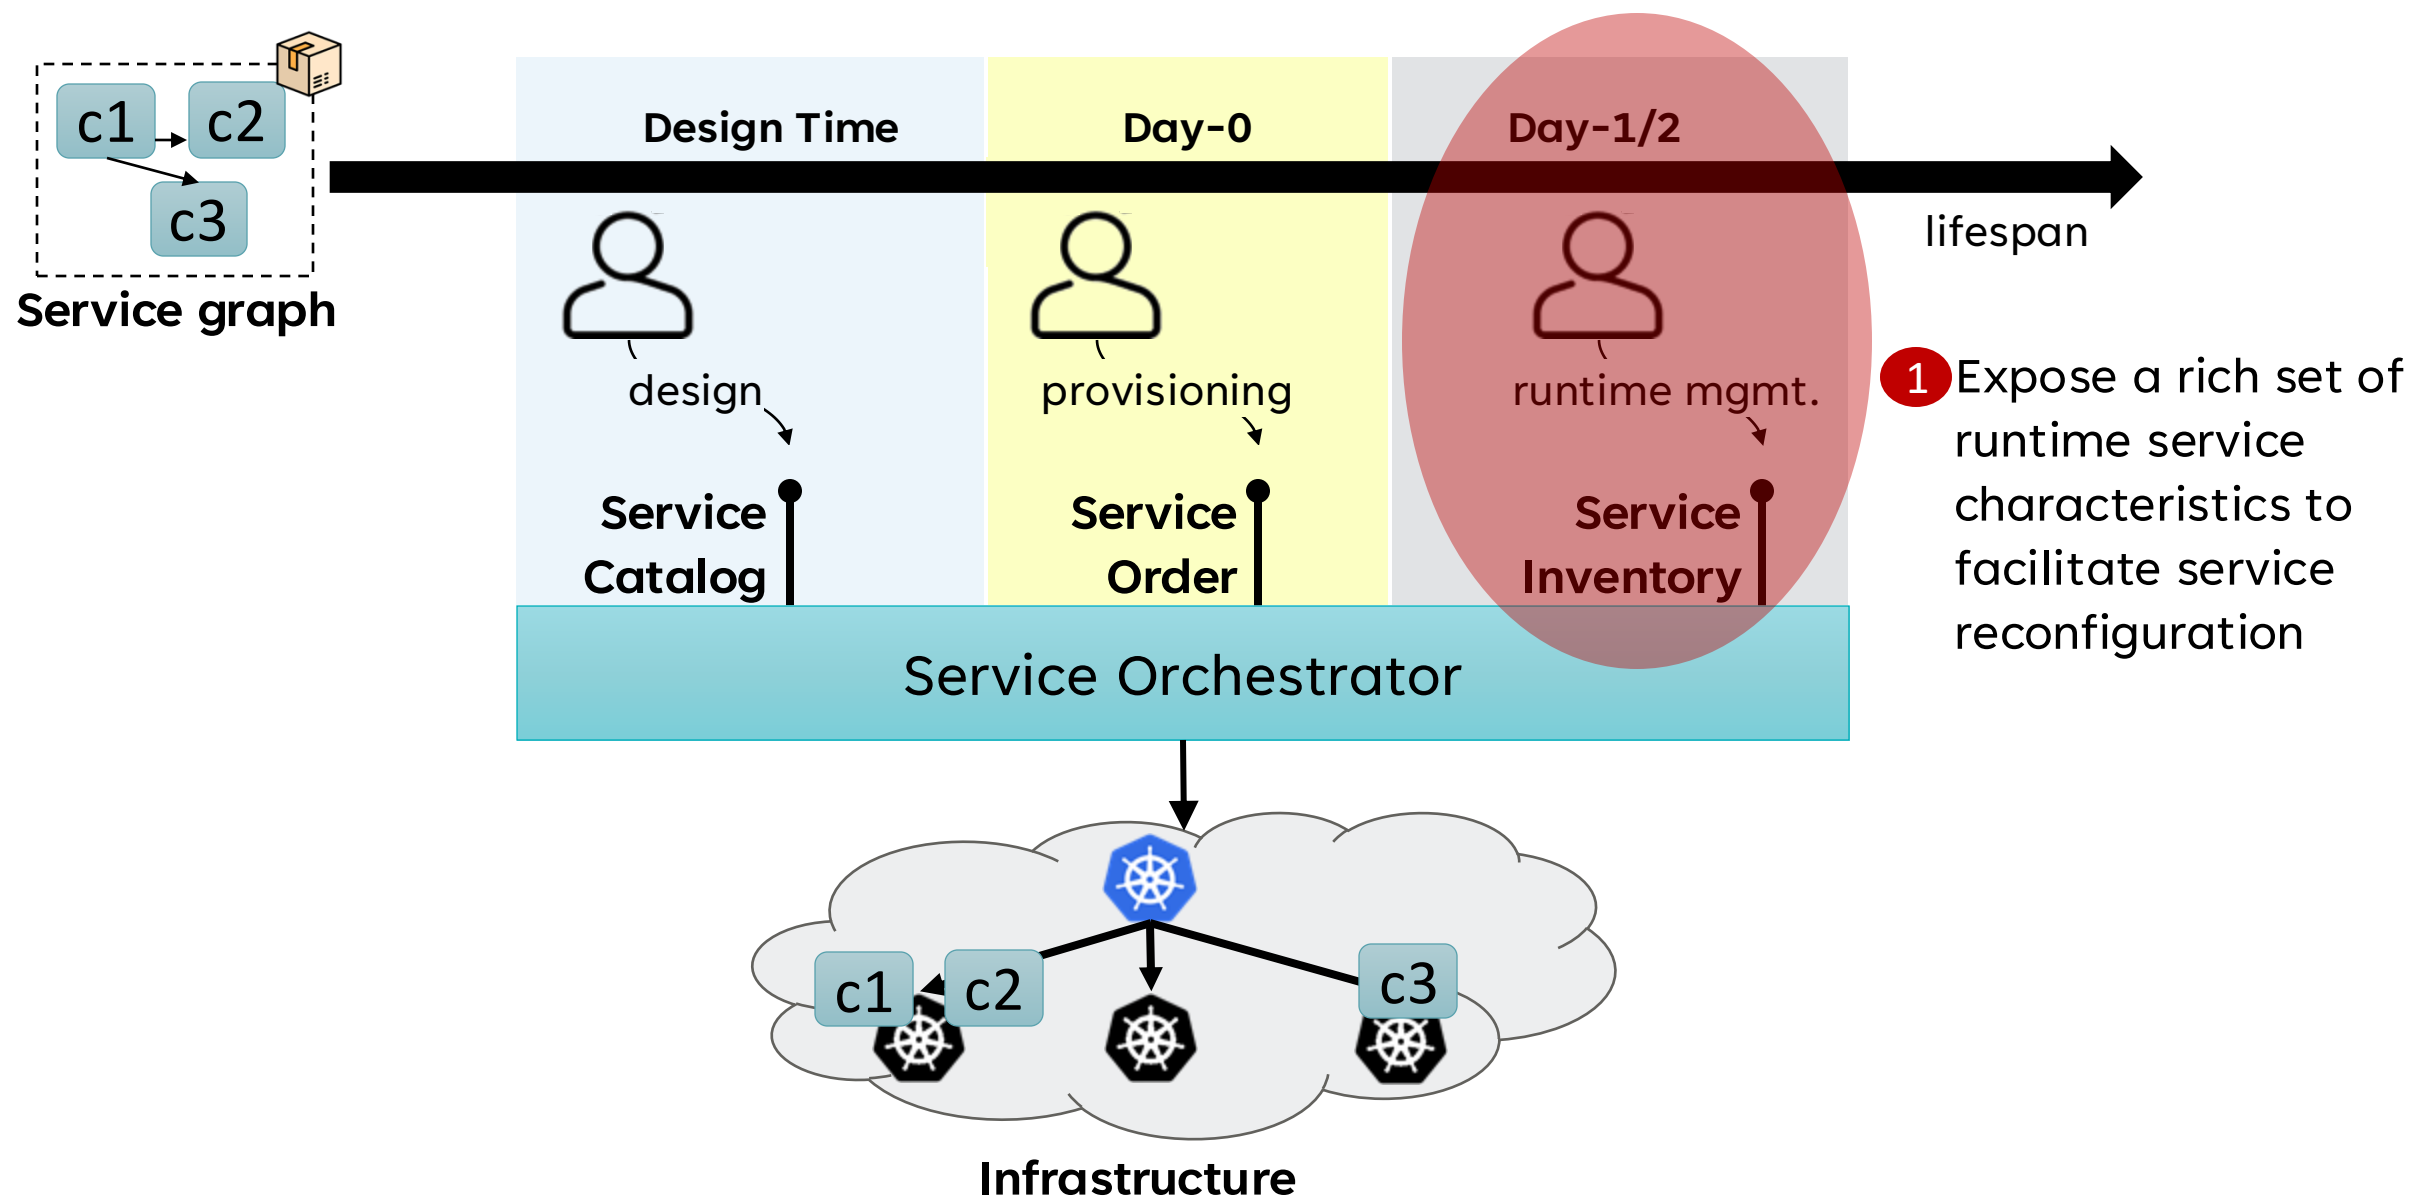 c1
c2
c3
Service graph
Design Time
Day-0
Day-1/2
lifespan
design
provisioning
runtime mgmt.
Service
Catalog
Service
Order
Service
Inventory
1
Expose a rich set of
runtime service
characteristics to
facilitate service
reconfiguration
Service Orchestrator
c1
c2
c3
Infrastructure